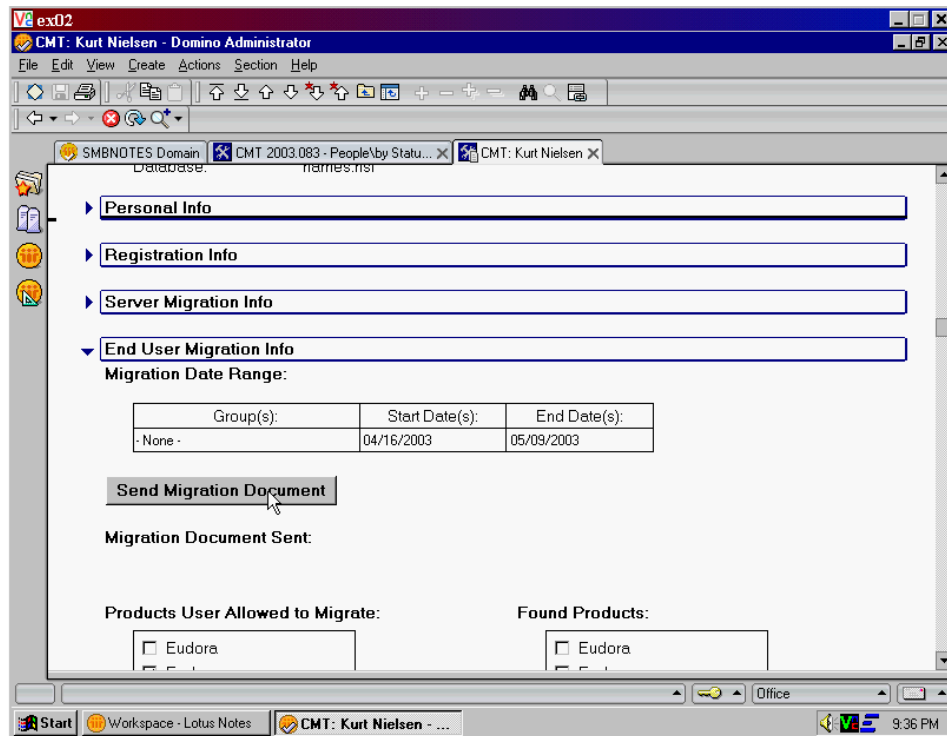 ex02
CMT: Kurt Nielsen - Domino Administrator
File Edit View Create Actions Section Help
SMBNOTES Domain CMT 2003.083 - People\by Statu... CMT: Kurt Nielsen
Database: names.nsf
Personal Info
Registration Info
Server Migration Info
End User Migration Info
Migration Date Range:
Group(s): Start Date(s): End Date(s):
- None - 04/16/2003 05/09/2003
Send Migration Document
Migration Document Sent:
Products User Allowed to Migrate: Found Products:
Eudora Eudora
Office
Start Workspace - Lotus Notes CMT: Kurt Nielsen - ... 9:36 PM